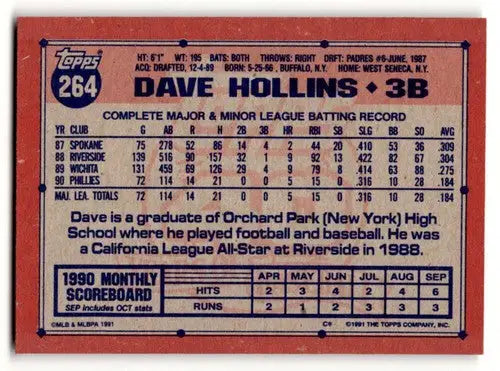 Topps
264
HT: 6'1" WT: 195 BATS: BOTH THROWS: RIGHT DRFT: PADRES #6-JUNE, 1987
ACQ: DRAFTED, 12-4-89 BORN: 5-25-66, BUFFALO, N.Y. HOME: WEST SENECA, N.Y.
DAVE HOLLINS • 3B
COMPLETE MAJOR & MINOR LEAGUE BATTING RECORD
YR CLUB G AB R H 2B 3B HR RBI SB SLG BB SO AVG
87 SPOKANE 75 278 52 86 14 4 2 44 20 .410 53 36 .309
88 RIVERSIDE 139 516 90 157 32 1 9 92 13 .422 82 67 .304
89 WICHITA 131 459 69 126 29 4 9 79 8 .414 63 88 .275
90 PHILLIES 72 114 14 21 0 0 5 15 0 .316 10 28 .184
MAJ. LEA. TOTALS 72 114 14 21 0 0 5 15 0 .316 10 28 .184
Dave is a graduate of Orchard Park (New York) High
School where he played football and baseball. He was
a California League All-Star at Riverside in 1988.
1990 MONTHLY
SCOREBOARD
SEP INCLUDES OCT stats
APR MAY JUN JUL AUG SEP
HITS 2 3 4 2 4 6
RUNS 2 1 2 3 3 3
©MLB & MLBPA 1991
C*
©1991 THE TOPPS COMPANY, INC.